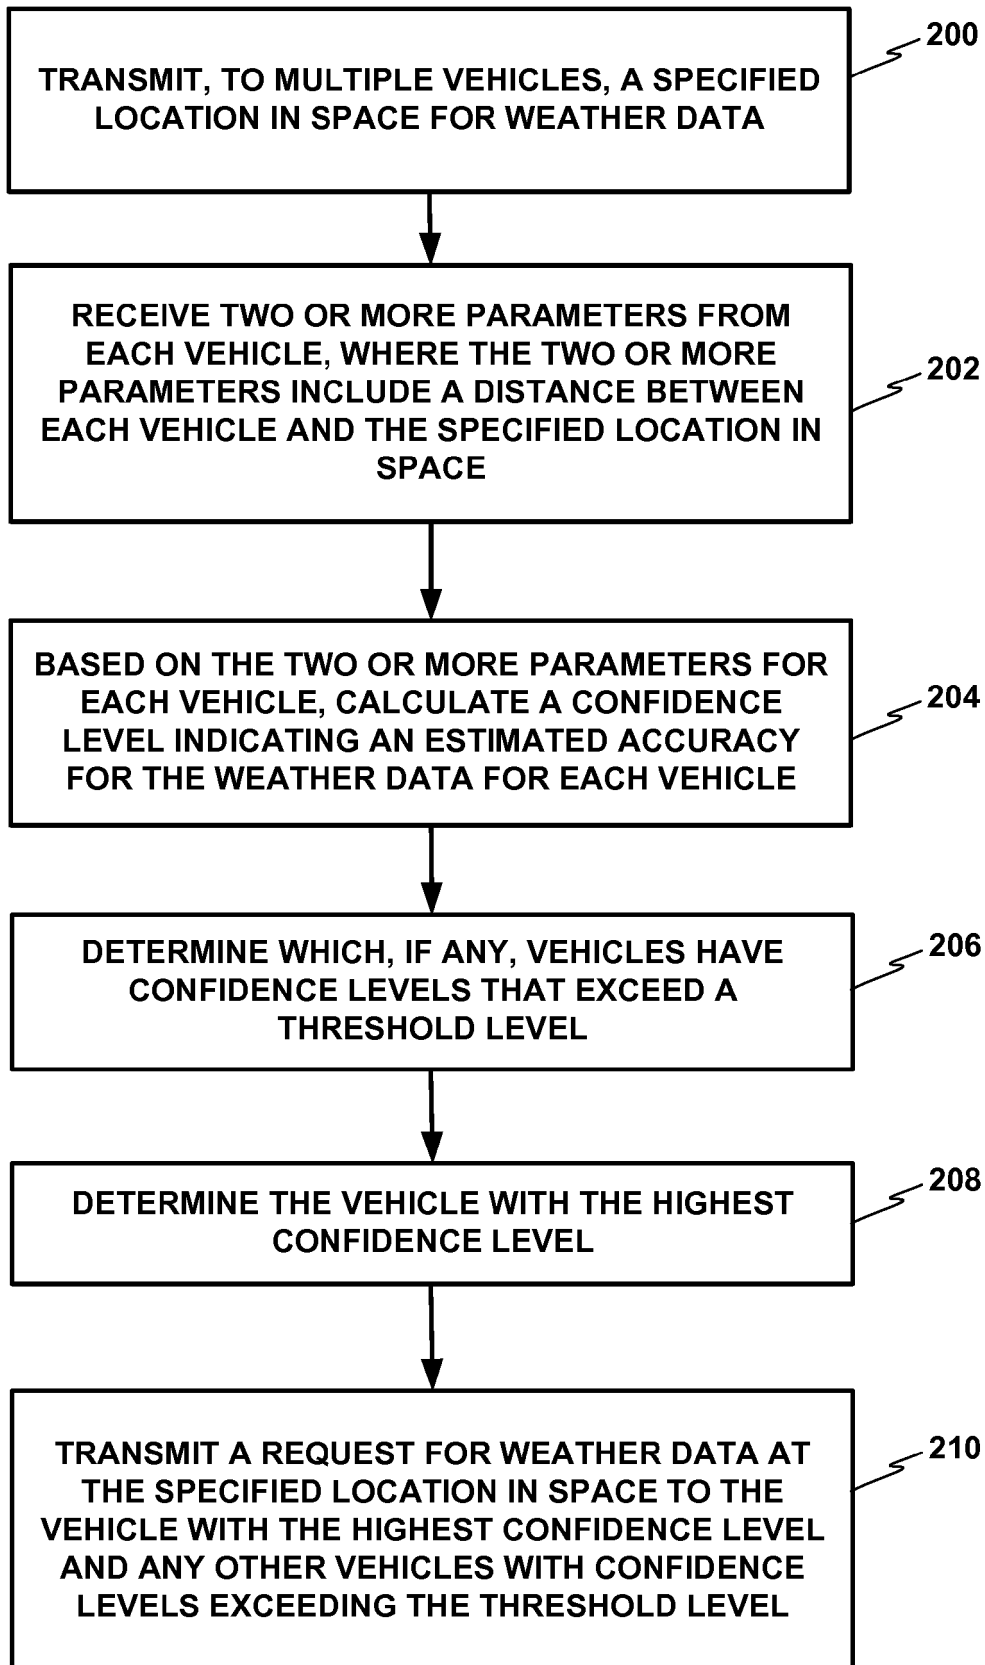 200
TRANSMIT, TO MULTIPLE VEHICLES, A SPECIFIED
LOCATION IN SPACE FOR WEATHER DATA
RECEIVE TWO OR MORE PARAMETERS FROM
EACH VEHICLE, WHERE THE TWO OR MORE
PARAMETERS INCLUDE A DISTANCE BETWEEN
EACH VEHICLE AND THE SPECIFIED LOCATION IN
SPACE
202
BASED ON THE TWO OR MORE PARAMETERS FOR
EACH VEHICLE, CALCULATE A CONFIDENCE
LEVEL INDICATING AN ESTIMATED ACCURACY
FOR THE WEATHER DATA FOR EACH VEHICLE
204
DETERMINE WHICH, IF ANY, VEHICLES HAVE
CONFIDENCE LEVELS THAT EXCEED A
THRESHOLD LEVEL
206
DETERMINE THE VEHICLE WITH THE HIGHEST
CONFIDENCE LEVEL
208
TRANSMIT A REQUEST FOR WEATHER DATA AT
THE SPECIFIED LOCATION IN SPACE TO THE
VEHICLE WITH THE HIGHEST CONFIDENCE LEVEL
AND ANY OTHER VEHICLES WITH CONFIDENCE
LEVELS EXCEEDING THE THRESHOLD LEVEL
210